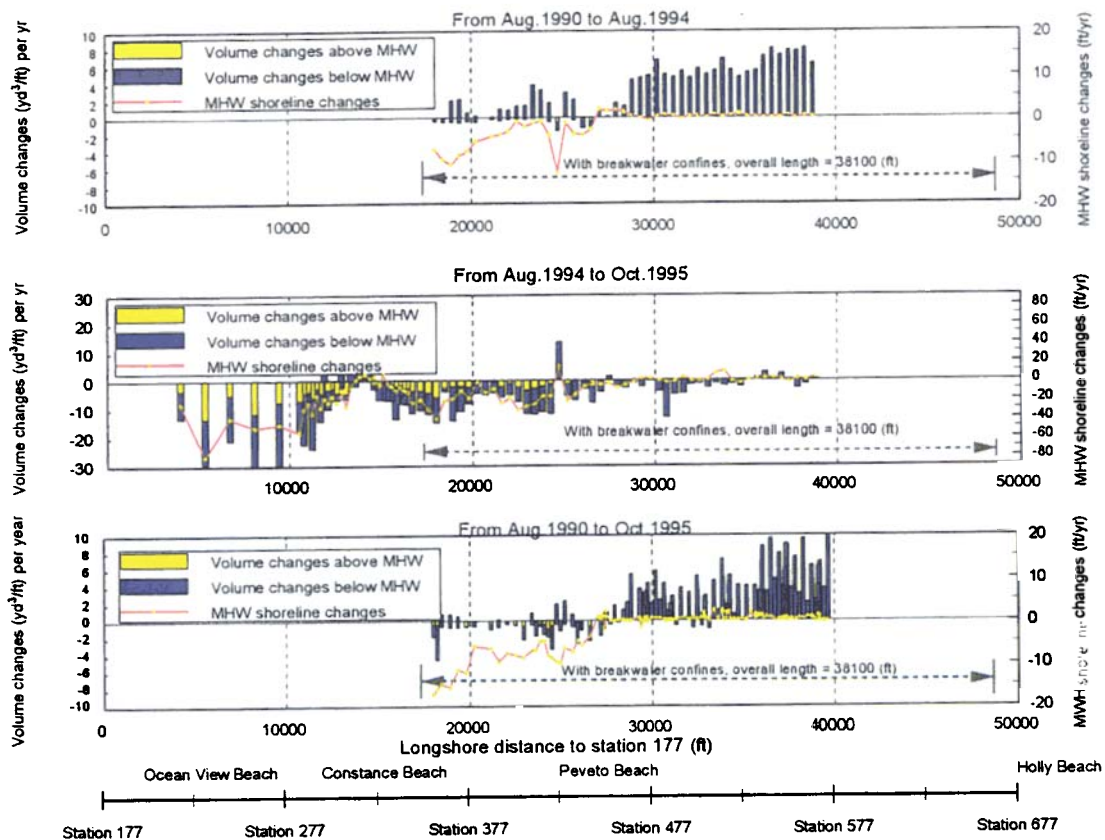 From Aug.1990 to Aug.1994
Volume changes (yd³/ft) per yr
10
8
6
4
2
0
-2
-4
-6
-8
-10
Volume changes above MHW
Volume changes below MHW
MHW shoreline changes
With breakwater confines, overall length = 38100 (ft)
20
10
0
-10
-20
MHW shoreline changes (ft/yr)
0 10000 20000 30000 40000 50000
From Aug.1994 to Oct.1995
Volume changes (yd³/ft) per yr
30
20
10
0
-10
-20
-30
Volume changes above MHW
Volume changes below MHW
MHW shoreline changes
With breakwater confines, overall length = 38100 (ft)
80
60
40
20
0
-20
-40
-60
-80
MHW shoreline changes (ft/yr)
10000 20000 30000 40000 50000
From Aug.1990 to Oct.1995
Volume changes (yd³/ft) per year
10
8
6
4
2
0
-2
-4
-6
-8
-10
Volume changes above MHW
Volume changes below MHW
MHW shoreline changes
With breakwater confines, overall length = 38100 (ft)
20
10
0
-10
-20
MWH changes (ft/yr)
0 10000 20000 30000 40000 50000
Longshore distance to station 177 (ft)
Ocean View Beach Constance Beach Peveto Beach Holly Beach
Station 177 Station 277 Station 377 Station 477 Station 577 Station 677